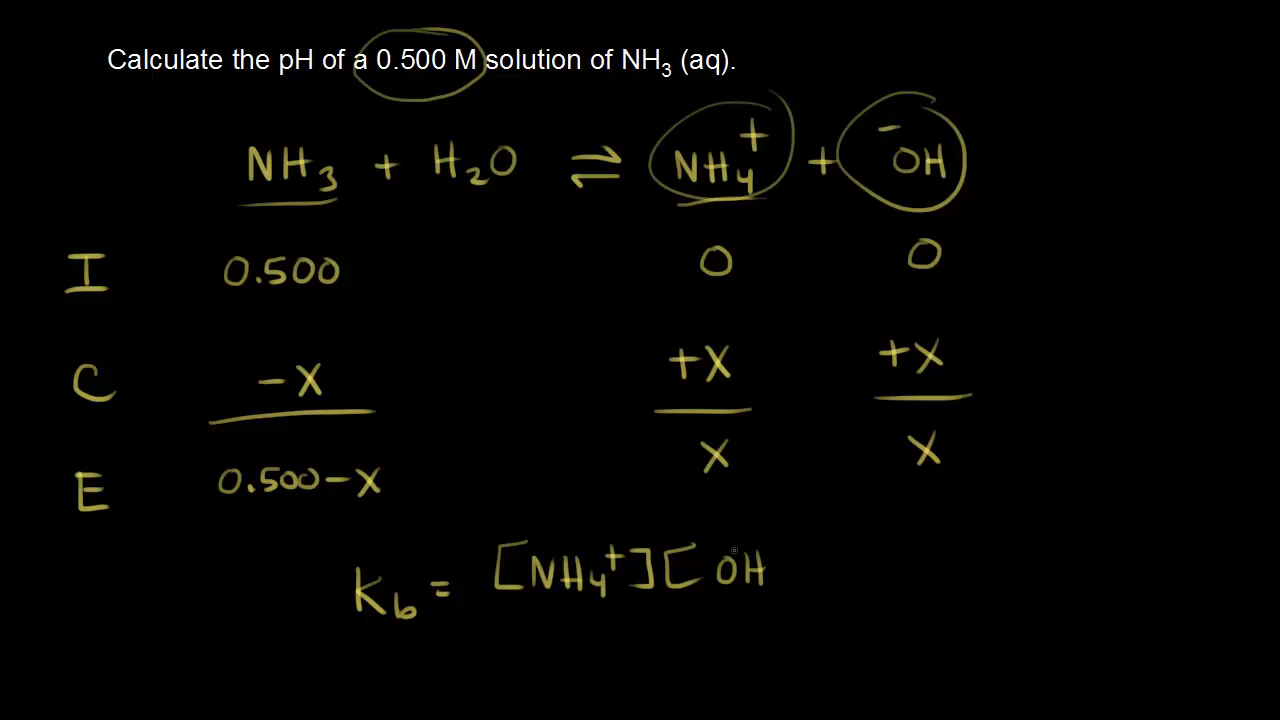 Calculate the pH of a 0.500 M solution of NH₃ (aq).
NH₃ + H₂O ⇌ NH₄⁺ + ⁻OH
I 0.500 0 0
C -X +X +X
E 0.500-X X X
K_b = [NH₄⁺][OH